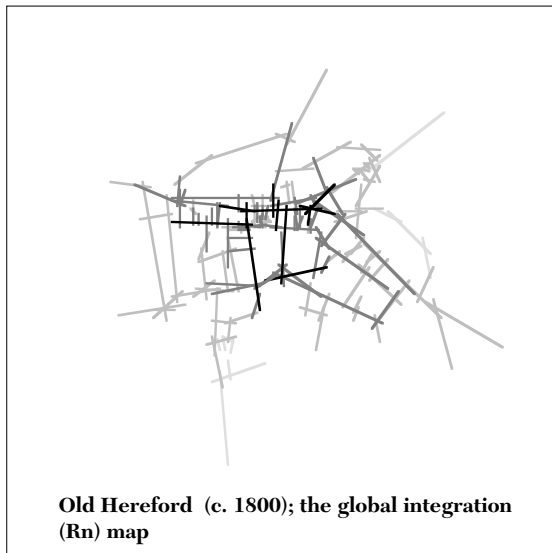 Old Hereford (c. 1800); the global integration
(Rn) map